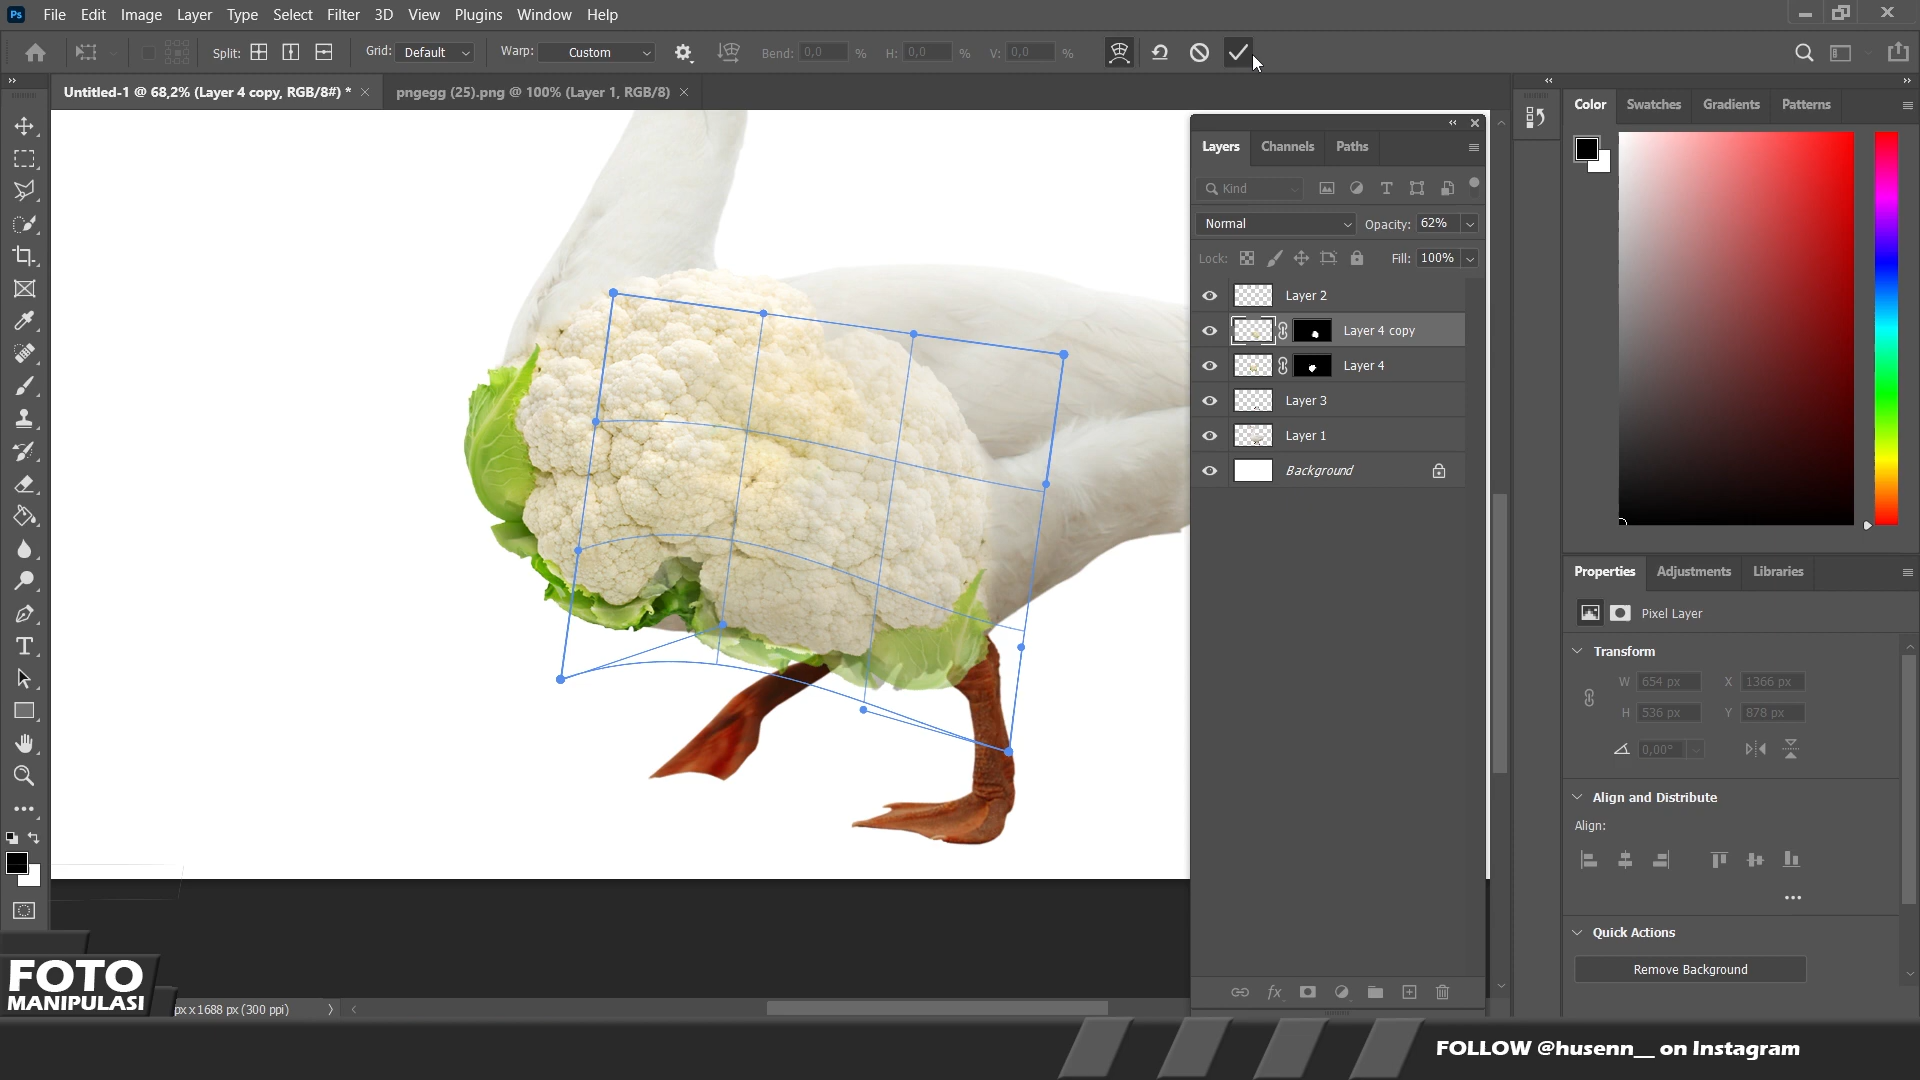 Ps File Edit Image Layer Type Select Filter 3D View Plugins Window Help
Split: Grid: Default Warp: Custom Bend: 0,0 % H: 0,0 % V: 0,0 %
Untitled-1 @ 68,2% (Layer 4 copy, RGB/8#) * pngegg (25).png @ 100% (Layer 1, RGB/8)
Layers Channels Paths
Kind
Normal Opacity: 62%
Lock: Fill: 100%
Layer 2
Layer 4 copy
Layer 4
Layer 3
Layer 1
Background
Color Swatches Gradients Patterns
Properties Adjustments Libraries
Pixel Layer
Transform
W 654 px X 1366 px
H 536 px Y 878 px
0,00°
Align and Distribute
Align:
Quick Actions
Remove Background
FOTO
MANIPULASI
px x 1688 px (300 ppi)
FOLLOW @husenn__ on Instagram